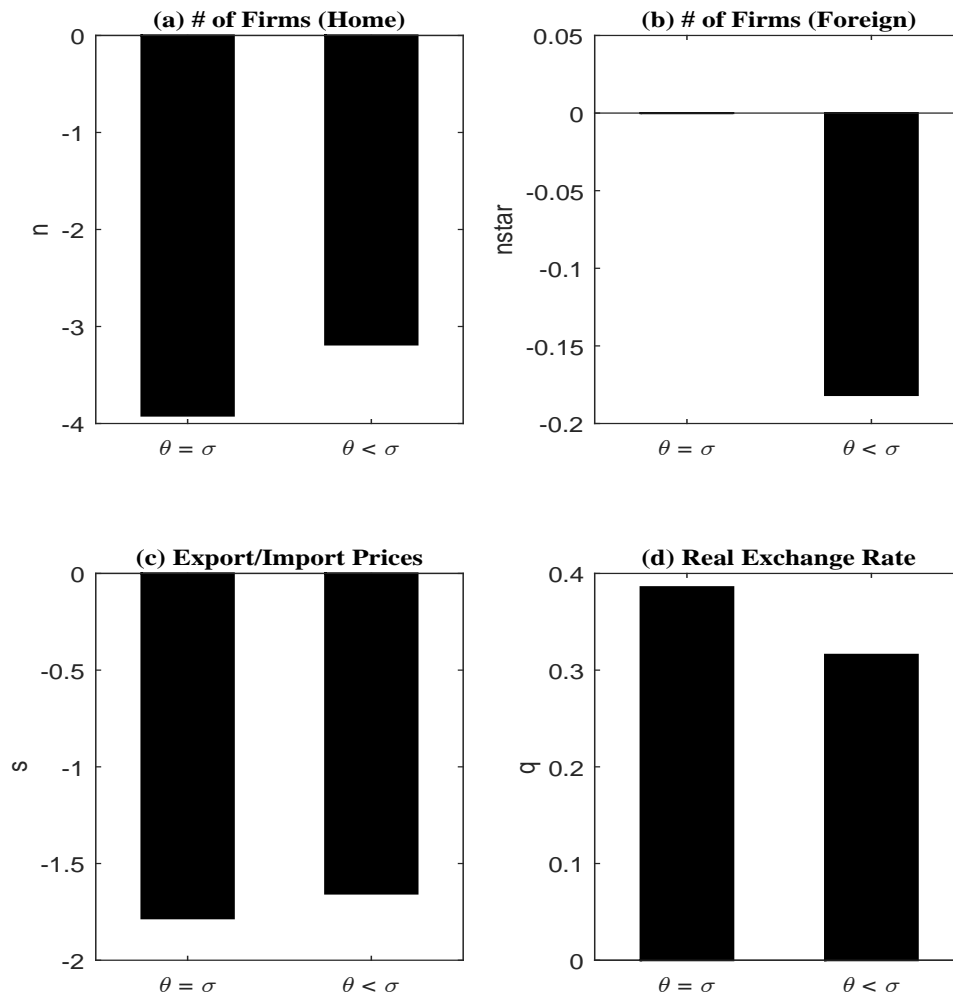 (a) # of Firms (Home)
0
-1
-2
-3
-4
n
θ = σ
θ < σ
(b) # of Firms (Foreign)
0.05
0
-0.05
-0.1
-0.15
-0.2
nstar
θ = σ
θ < σ
(c) Export/Import Prices
0
-0.5
-1
-1.5
-2
s
θ = σ
θ < σ
(d) Real Exchange Rate
0.4
0.3
0.2
0.1
0
q
θ = σ
θ < σ